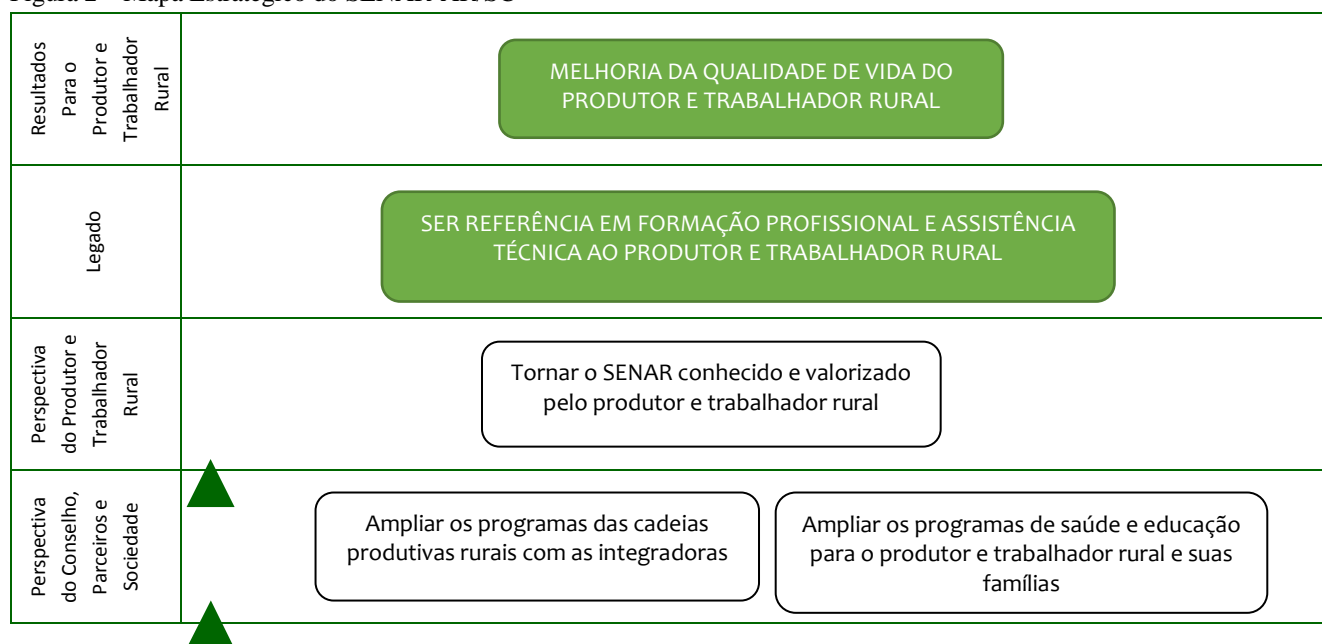 Resultados
Para o
Produtor e
Trabalhador
Rural
MELHORIA DA QUALIDADE DE VIDA DO
PRODUTOR E TRABALHADOR RURAL
Legado
SER REFERÊNCIA EM FORMAÇÃO PROFISSIONAL E ASSISTÊNCIA
TÉCNICA AO PRODUTOR E TRABALHADOR RURAL
Perspectiva
do Produtor e
Trabalhador
Rural
Tornar o SENAR conhecido e valorizado
pelo produtor e trabalhador rural
Perspectiva
do Conselho,
Parceiros e
Sociedade
Ampliar os programas das cadeias
produtivas rurais com as integradoras
Ampliar os programas de saúde e educação
para o produtor e trabalhador rural e suas
famílias